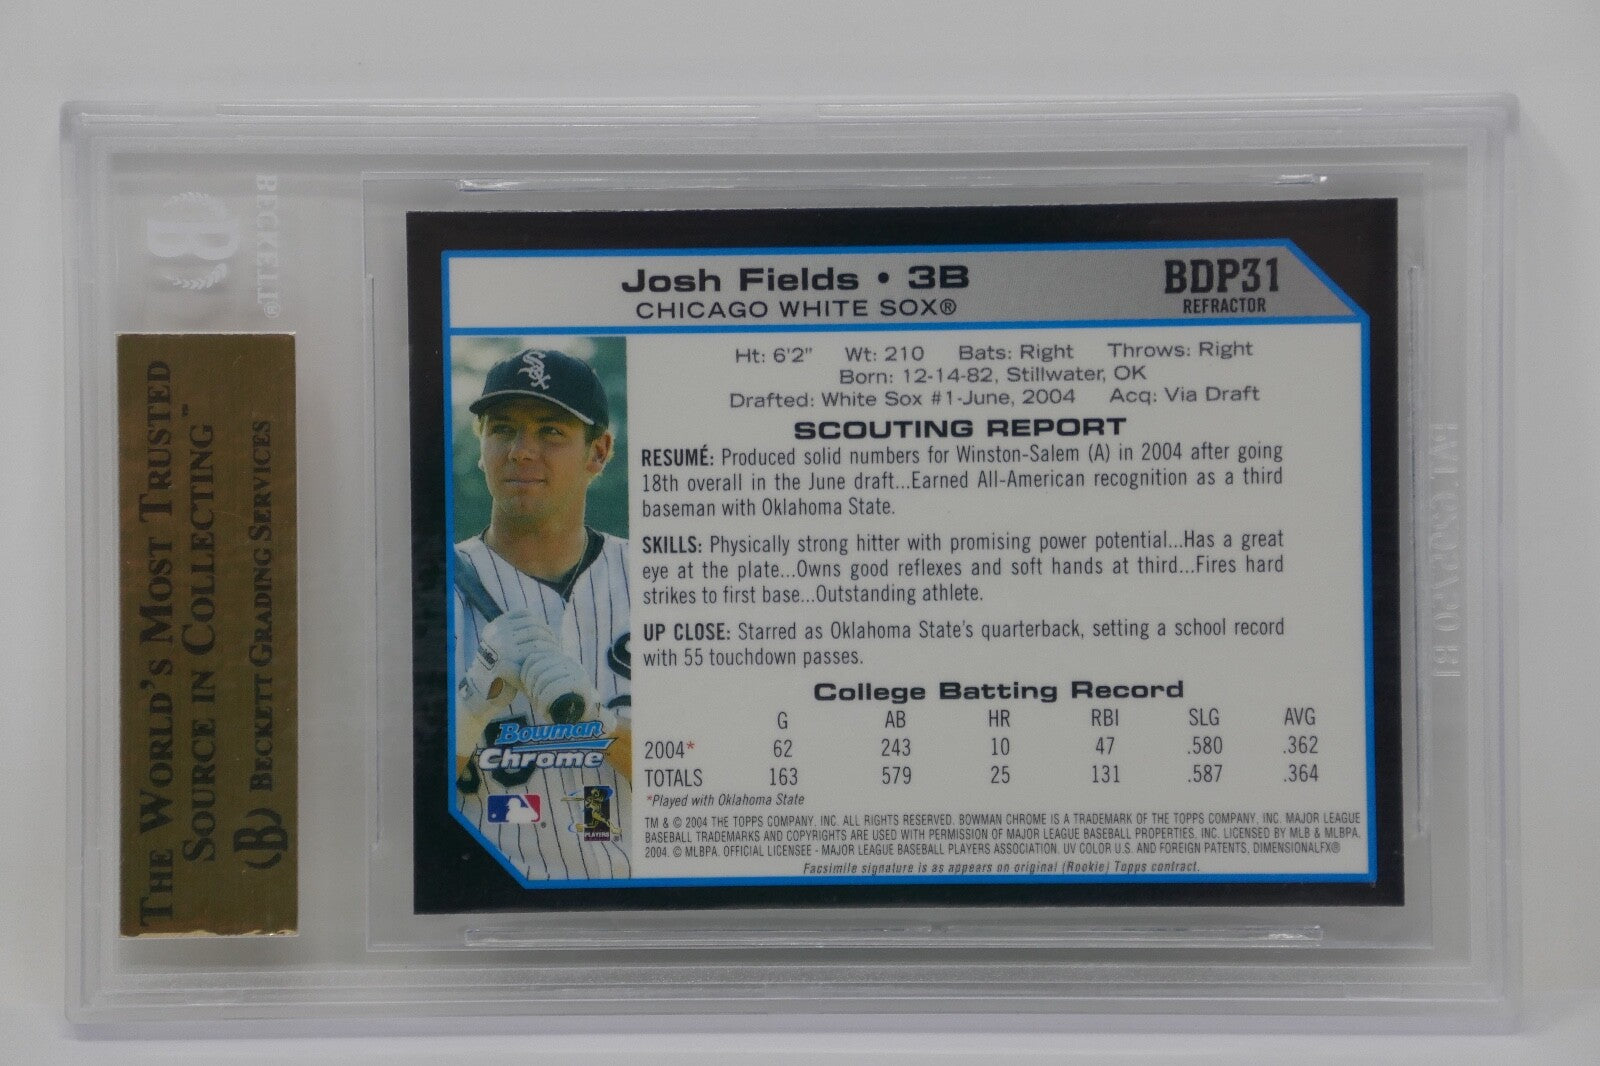 BECKETT®
THE WORLD'S MOST TRUSTED
SOURCE IN COLLECTING™
BECKETT GRADING SERVICES
Josh Fields • 3B
CHICAGO WHITE SOX®
BDP31
REFRACTOR
Ht: 6'2" Wt: 210 Bats: Right Throws: Right
Born: 12-14-82, Stillwater, OK
Drafted: White Sox #1-June, 2004 Acq: Via Draft
SCOUTING REPORT
RESUMÉ: Produced solid numbers for Winston-Salem (A) in 2004 after going
18th overall in the June draft...Earned All-American recognition as a third
baseman with Oklahoma State.
SKILLS: Physically strong hitter with promising power potential...Has a great
eye at the plate...Owns good reflexes and soft hands at third...Fires hard
strikes to first base...Outstanding athlete.
UP CLOSE: Starred as Oklahoma State's quarterback, setting a school record
with 55 touchdown passes.
College Batting Record
G AB HR RBI SLG AVG
2004* 62 243 10 47 .580 .362
TOTALS 163 579 25 131 .587 .364
*Played with Oklahoma State
TM & © 2004 THE TOPPS COMPANY, INC. ALL RIGHTS RESERVED. BOWMAN CHROME IS A TRADEMARK OF THE TOPPS COMPANY, INC. MAJOR LEAGUE
BASEBALL TRADEMARKS AND COPYRIGHTS ARE USED WITH PERMISSION OF MAJOR LEAGUE BASEBALL PROPERTIES, INC. LICENSED BY MLB & MLBPA,
2004. © MLBPA. OFFICIAL LICENSEE - MAJOR LEAGUE BASEBALL PLAYERS ASSOCIATION. UV COLOR U.S. AND FOREIGN PATENTS. DIMENSIONALFX®
Facsimile signature is as appears on original (Rookie) Topps contract.
Bowman
Chrome
PLAYERS